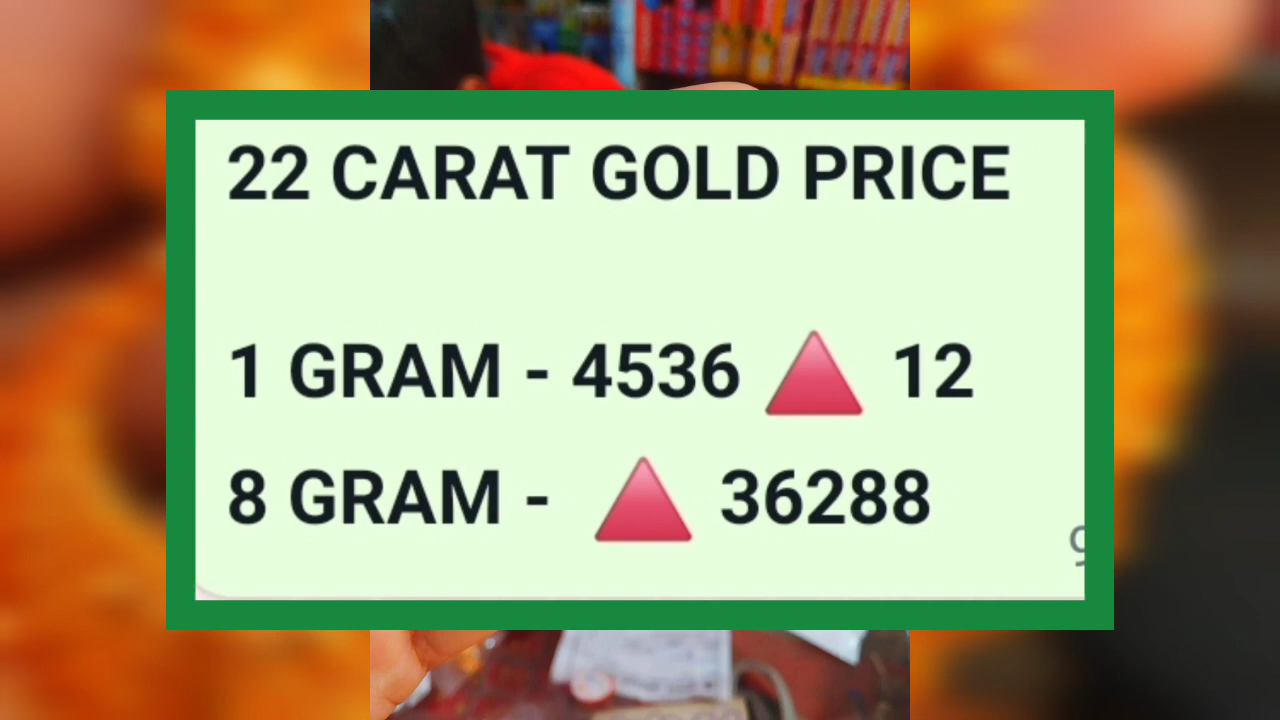 22 CARAT GOLD PRICE
1 GRAM - 4536 🔺 12
8 GRAM - 🔺 36288